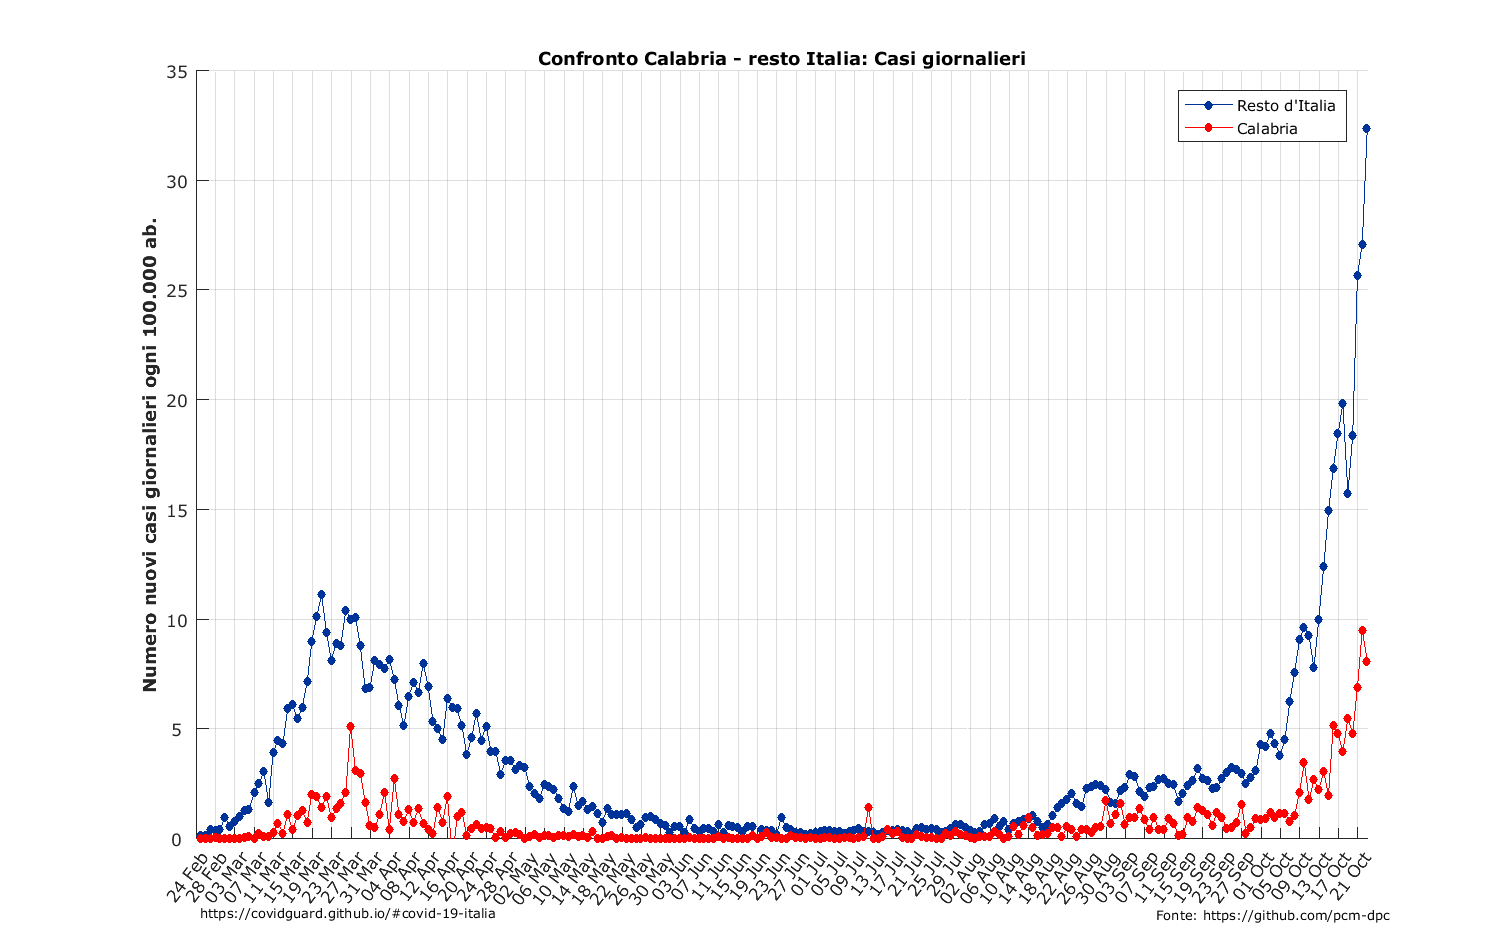 Confronto Calabria - resto Italia: Casi giornalieri
Resto d'Italia
Calabria
Numero nuovi casi giornalieri ogni 100.000 ab.
35
30
25
20
15
10
5
0
24 Feb
28 Feb
03 Mar
07 Mar
11 Mar
15 Mar
19 Mar
23 Mar
27 Mar
31 Mar
04 Apr
08 Apr
12 Apr
16 Apr
20 Apr
24 Apr
28 Apr
02 May
06 May
10 May
14 May
18 May
22 May
26 May
30 May
03 Jun
07 Jun
11 Jun
15 Jun
19 Jun
23 Jun
27 Jun
01 Jul
05 Jul
09 Jul
13 Jul
17 Jul
21 Jul
25 Jul
29 Jul
02 Aug
06 Aug
10 Aug
14 Aug
18 Aug
22 Aug
26 Aug
30 Aug
03 Sep
07 Sep
11 Sep
15 Sep
19 Sep
23 Sep
27 Sep
01 Oct
05 Oct
09 Oct
13 Oct
17 Oct
21 Oct
https://covidguard.github.io/#covid-19-italia
Fonte: https://github.com/pcm-dpc